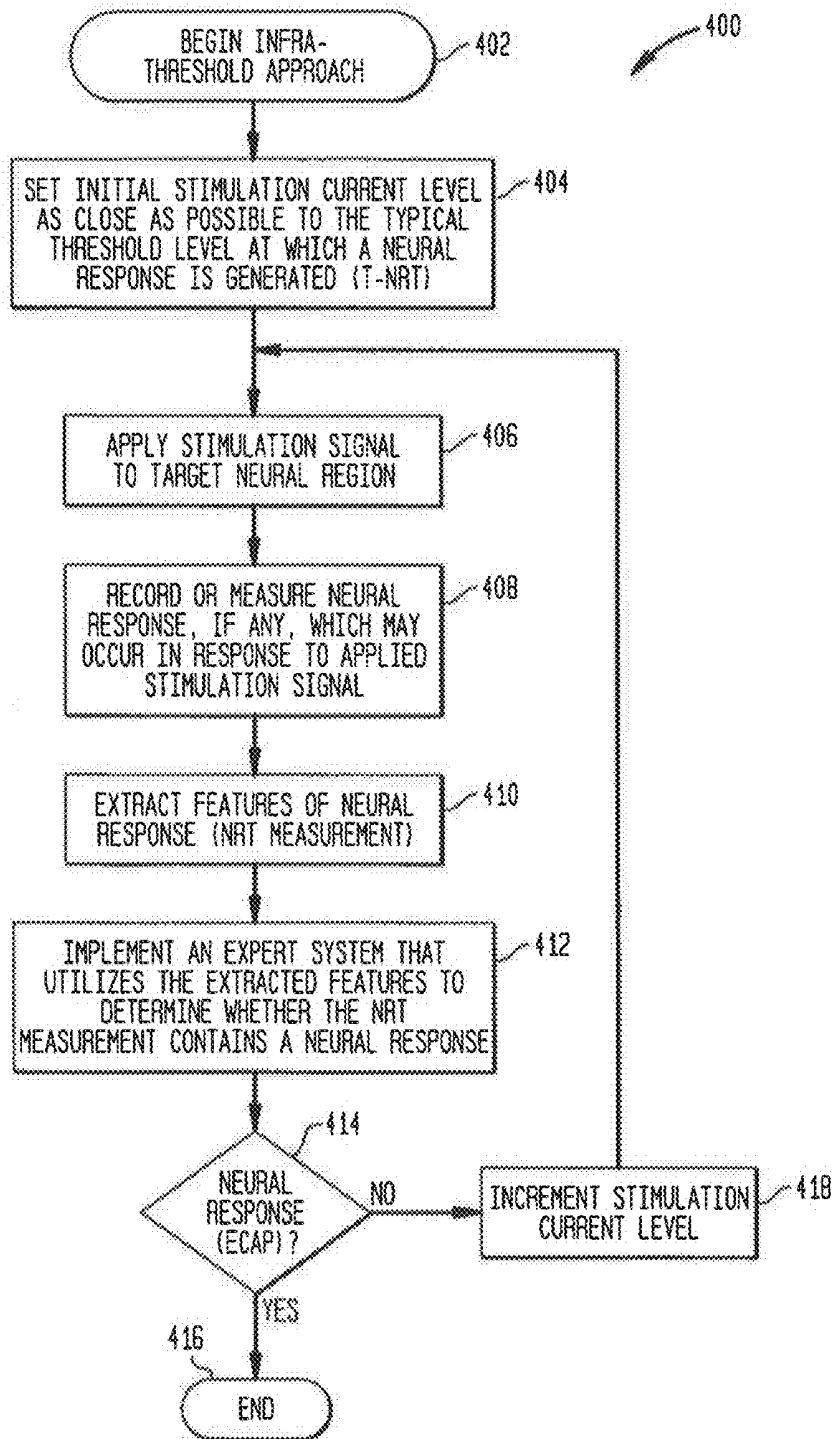 400
BEGIN INFRA-
THRESHOLD APPROACH
402
SET INITIAL STIMULATION CURRENT LEVEL
AS CLOSE AS POSSIBLE TO THE TYPICAL
THRESHOLD LEVEL AT WHICH A NEURAL
RESPONSE IS GENERATED (T-NRT)
404
APPLY STIMULATION SIGNAL
TO TARGET NEURAL REGION
406
RECORD OR MEASURE NEURAL
RESPONSE, IF ANY, WHICH MAY
OCCUR IN RESPONSE TO APPLIED
STIMULATION SIGNAL
408
EXTRACT FEATURES OF NEURAL
RESPONSE (NRT MEASUREMENT)
410
IMPLEMENT AN EXPERT SYSTEM THAT
UTILIZES THE EXTRACTED FEATURES TO
DETERMINE WHETHER THE NRT
MEASUREMENT CONTAINS A NEURAL RESPONSE
412
414
NEURAL
RESPONSE
(ECAP)?
NO
INCREMENT STIMULATION
CURRENT LEVEL
418
YES
416
END